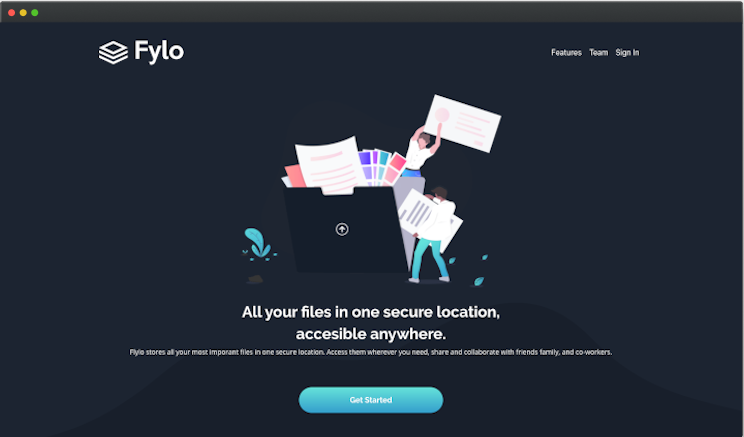 Fylo
Features Team Sign In
All your files in one secure location,
accesible anywhere.
Flylo stores all your most imporant files in one secure location. Access them wherever you need, share and collaborate with friends family, and co-workers.
Get Started